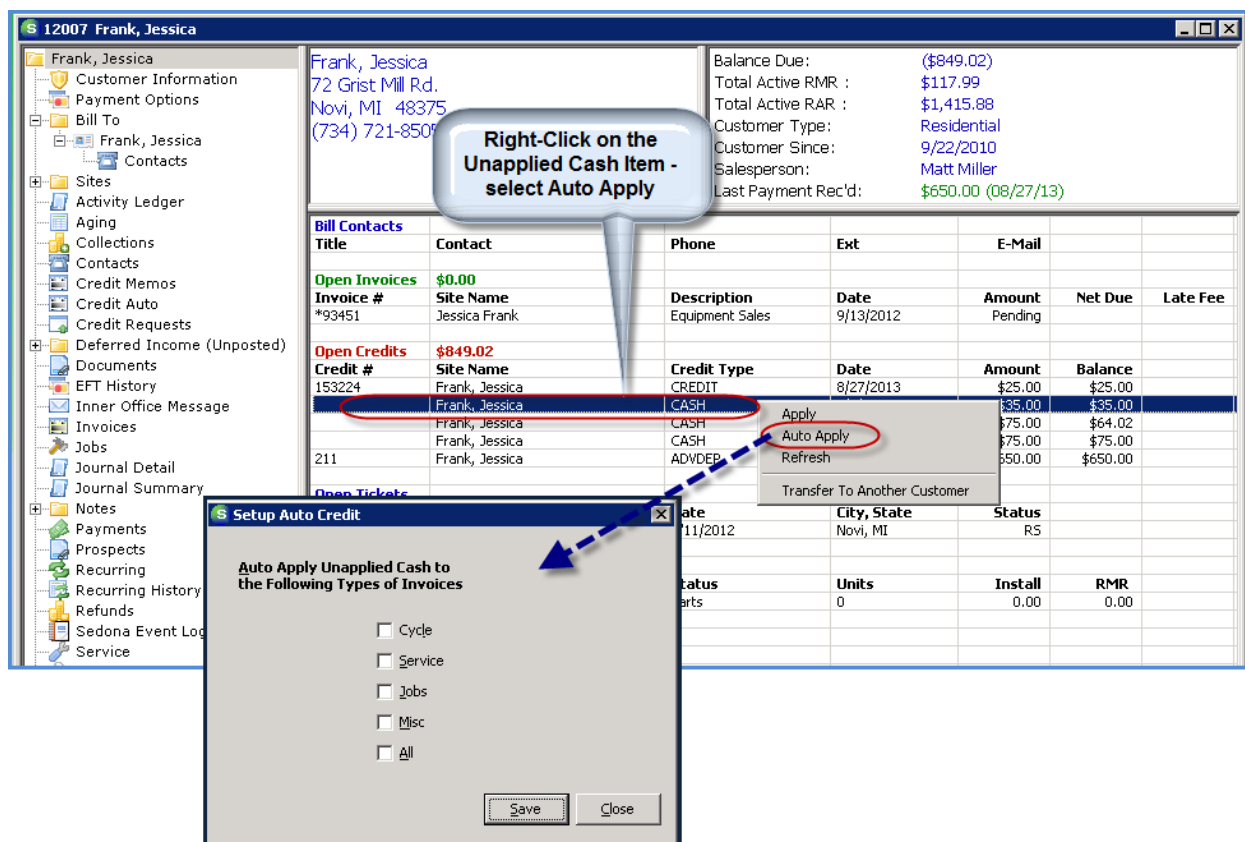 12007 Frank, Jessica
Frank, Jessica
Customer Information
Payment Options
Bill To
Frank, Jessica
Contacts
Sites
Activity Ledger
Aging
Collections
Contacts
Credit Memos
Credit Auto
Credit Requests
Deferred Income (Unposted)
Documents
EFT History
Inner Office Message
Invoices
Jobs
Journal Detail
Journal Summary
Notes
Payments
Prospects
Recurring
Recurring History
Refunds
Sedona Event Log
Service
Frank, Jessica
72 Grist Mill Rd.
Novi, MI 48375
(734) 721-8505
Balance Due: ($849.02)
Total Active RMR : $117.99
Total Active RAR : $1,415.88
Customer Type: Residential
Customer Since: 9/22/2010
Salesperson: Matt Miller
Last Payment Rec'd: $650.00 (08/27/13)
Right-Click on the
Unapplied Cash Item -
select Auto Apply
Bill Contacts
Title Contact Phone Ext E-Mail
Open Invoices $0.00
Invoice # Site Name Description Date Amount Net Due Late Fee
*93451 Jessica Frank Equipment Sales 9/13/2012 Pending
Open Credits $849.02
Credit # Site Name Credit Type Date Amount Balance
153224 Frank, Jessica CREDIT 8/27/2013 $25.00 $25.00
Frank, Jessica CASH $35.00 $35.00
Frank, Jessica CASH $75.00 $64.02
Frank, Jessica CASH $75.00 $75.00
211 Frank, Jessica ADVDEP 650.00 $650.00
Apply
Auto Apply
Refresh
Transfer To Another Customer
Open Tickets
ate City, State Status
11/2012 Novi, MI RS
tatus Units Install RMR
arts 0 0.00 0.00
Setup Auto Credit
Auto Apply Unapplied Cash to
the Following Types of Invoices
Cycle
Service
Jobs
Misc
All
Save Close